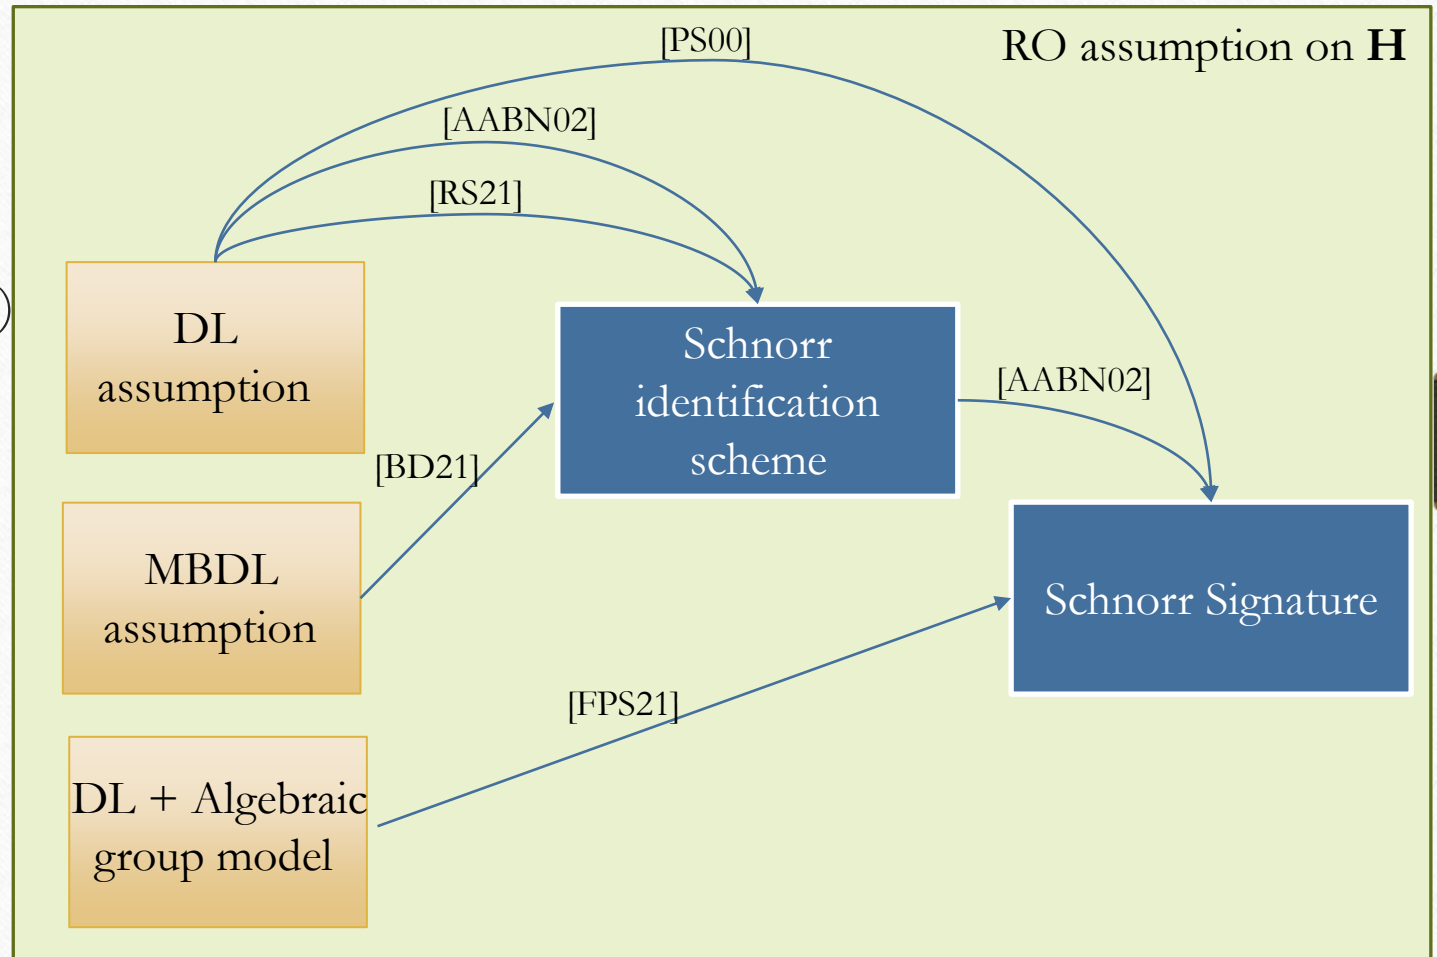 [PS00]
RO assumption on H
[AABN02]
[RS21]
DL
assumption
Schnorr
identification
scheme
[AABN02]
[BD21]
MBDL
assumption
Schnorr Signature
[FPS21]
DL + Algebraic
group model